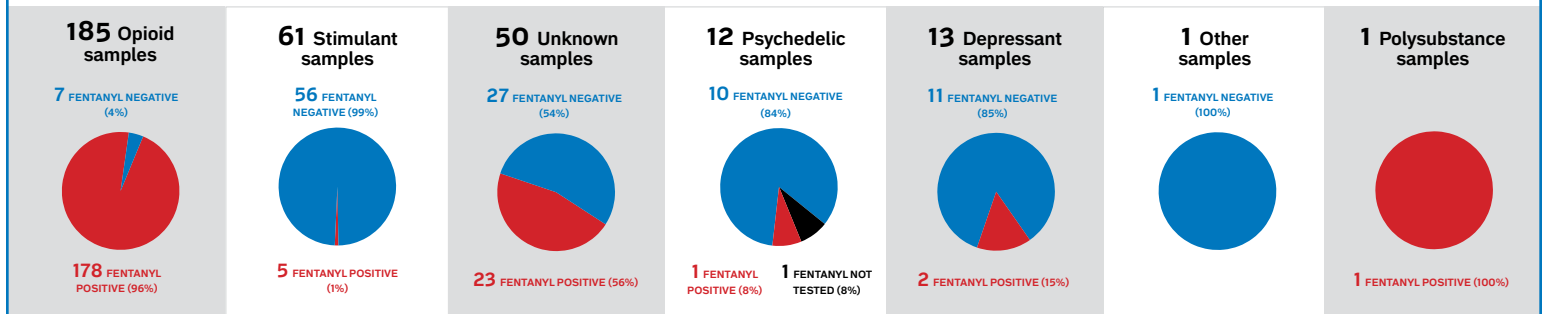 185 Opioid
samples
7 FENTANYL NEGATIVE
(4%)
178 FENTANYL
POSITIVE (96%)
61 Stimulant
samples
56 FENTANYL
NEGATIVE (99%)
5 FENTANYL POSITIVE
(1%)
50 Unknown
samples
27 FENTANYL NEGATIVE
(54%)
23 FENTANYL POSITIVE (56%)
12 Psychedelic
samples
10 FENTANYL NEGATIVE
(84%)
1 FENTANYL
POSITIVE (8%)
1 FENTANYL NOT
TESTED (8%)
13 Depressant
samples
11 FENTANYL NEGATIVE
(85%)
2 FENTANYL POSITIVE (15%)
1 Other
samples
1 FENTANYL NEGATIVE
(100%)
1 Polysubstance
samples
1 FENTANYL POSITIVE (100%)